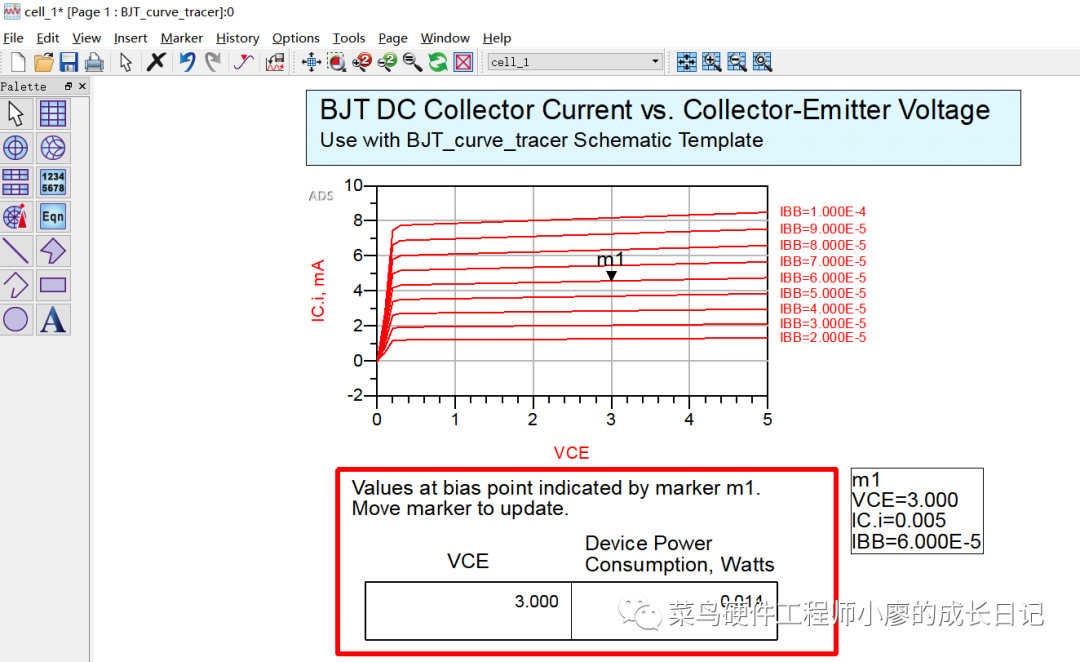 cell_1* [Page 1 : BJT_curve_tracer]:0
File Edit View Insert Marker History Options Tools Page Window Help
cell_1
Palette
1234
5678
Eqn
A
BJT DC Collector Current vs. Collector-Emitter Voltage
Use with BJT_curve_tracer Schematic Template
ADS
IC.i, mA
10
8
6
4
2
0
-2
m1
IBB=1.000E-4
IBB=9.000E-5
IBB=8.000E-5
IBB=7.000E-5
IBB=6.000E-5
IBB=5.000E-5
IBB=4.000E-5
IBB=3.000E-5
IBB=2.000E-5
0 1 2 3 4 5
VCE
Values at bias point indicated by marker m1.
Move marker to update.
VCE
Device Power
Consumption, Watts
3.000 0.014
m1
VCE=3.000
IC.i=0.005
IBB=6.000E-5
菜鸟硬件工程师小廖的成长日记